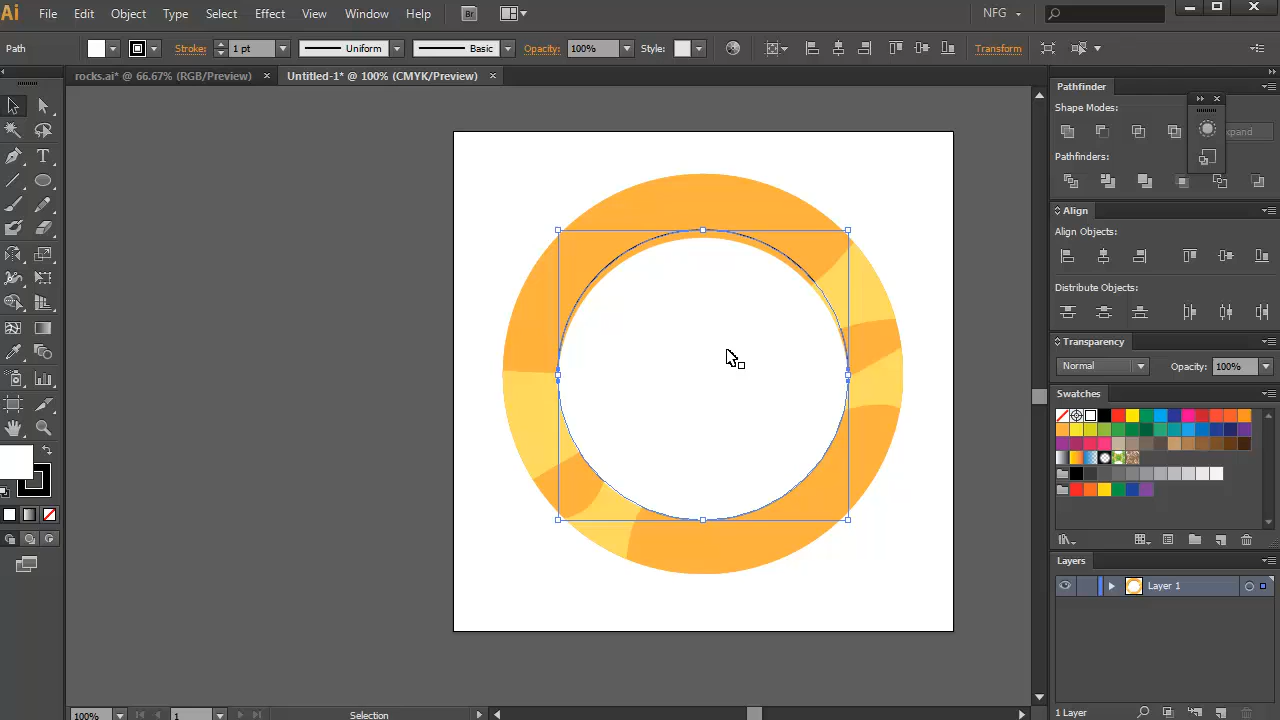 Ai File Edit Object Type Select Effect View Window Help Br NFG
Path Stroke: 1 pt Uniform Basic Opacity: 100% Style: Transform
rocks.ai* @ 66.67% (RGB/Preview) × Untitled-1* @ 100% (CMYK/Preview) ×
Pathfinder
Shape Modes:
xpand
Pathfinders:
Align
Align Objects:
Distribute Objects:
Transparency
Normal Opacity: 100%
Swatches
Layers
Layer 1
1 Layer
100% 1 Selection